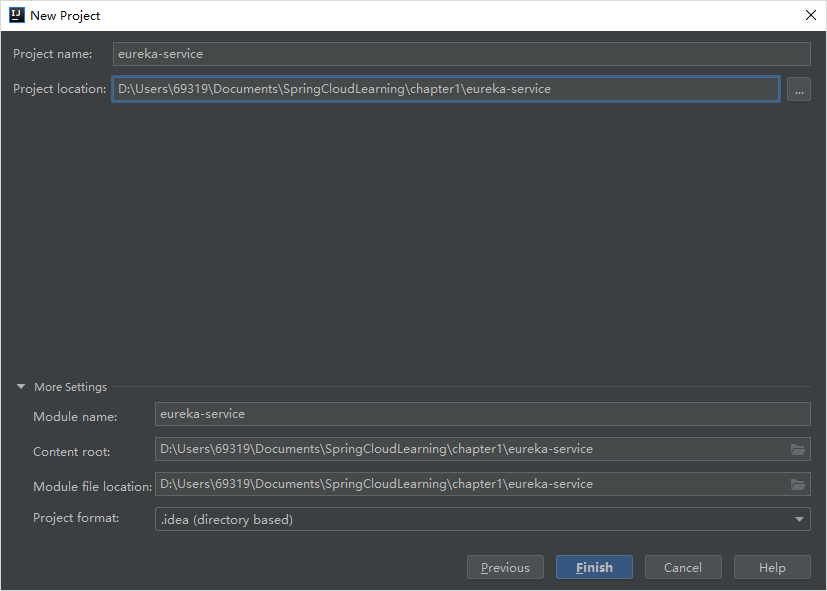 New Project
Project name: eureka-service
Project location: D:\Users\69319\Documents\SpringCloudLearning\chapter1\eureka-service ...
More Settings
Module name: eureka-service
Content root: D:\Users\69319\Documents\SpringCloudLearning\chapter1\eureka-service
Module file location: D:\Users\69319\Documents\SpringCloudLearning\chapter1\eureka-service
Project format: .idea (directory based)
Previous Finish Cancel Help